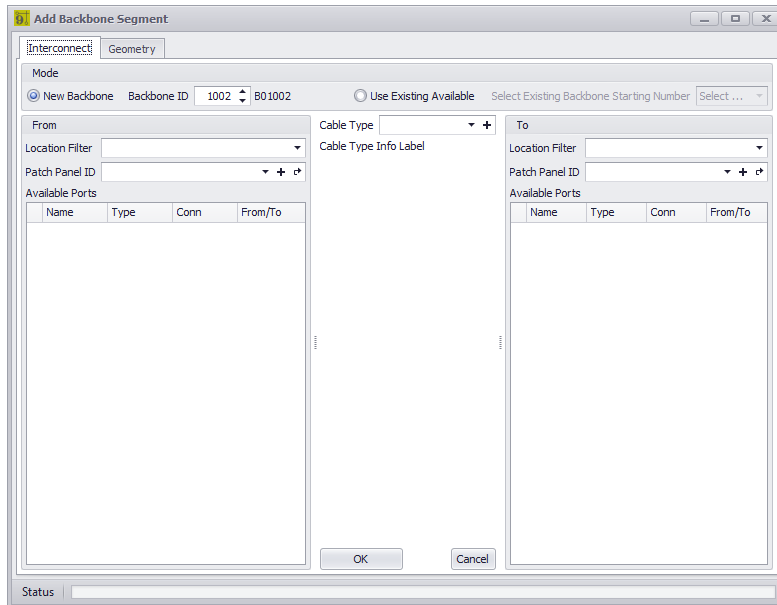 Add Backbone Segment
Interconnect Geometry
Mode
New Backbone Backbone ID 1002 B01002 Use Existing Available Select Existing Backbone Starting Number Select ...
From
Location Filter
Patch Panel ID
Available Ports
Name Type Conn From/To
Cable Type
Cable Type Info Label
OK Cancel
To
Location Filter
Patch Panel ID
Available Ports
Name Type Conn From/To
Status